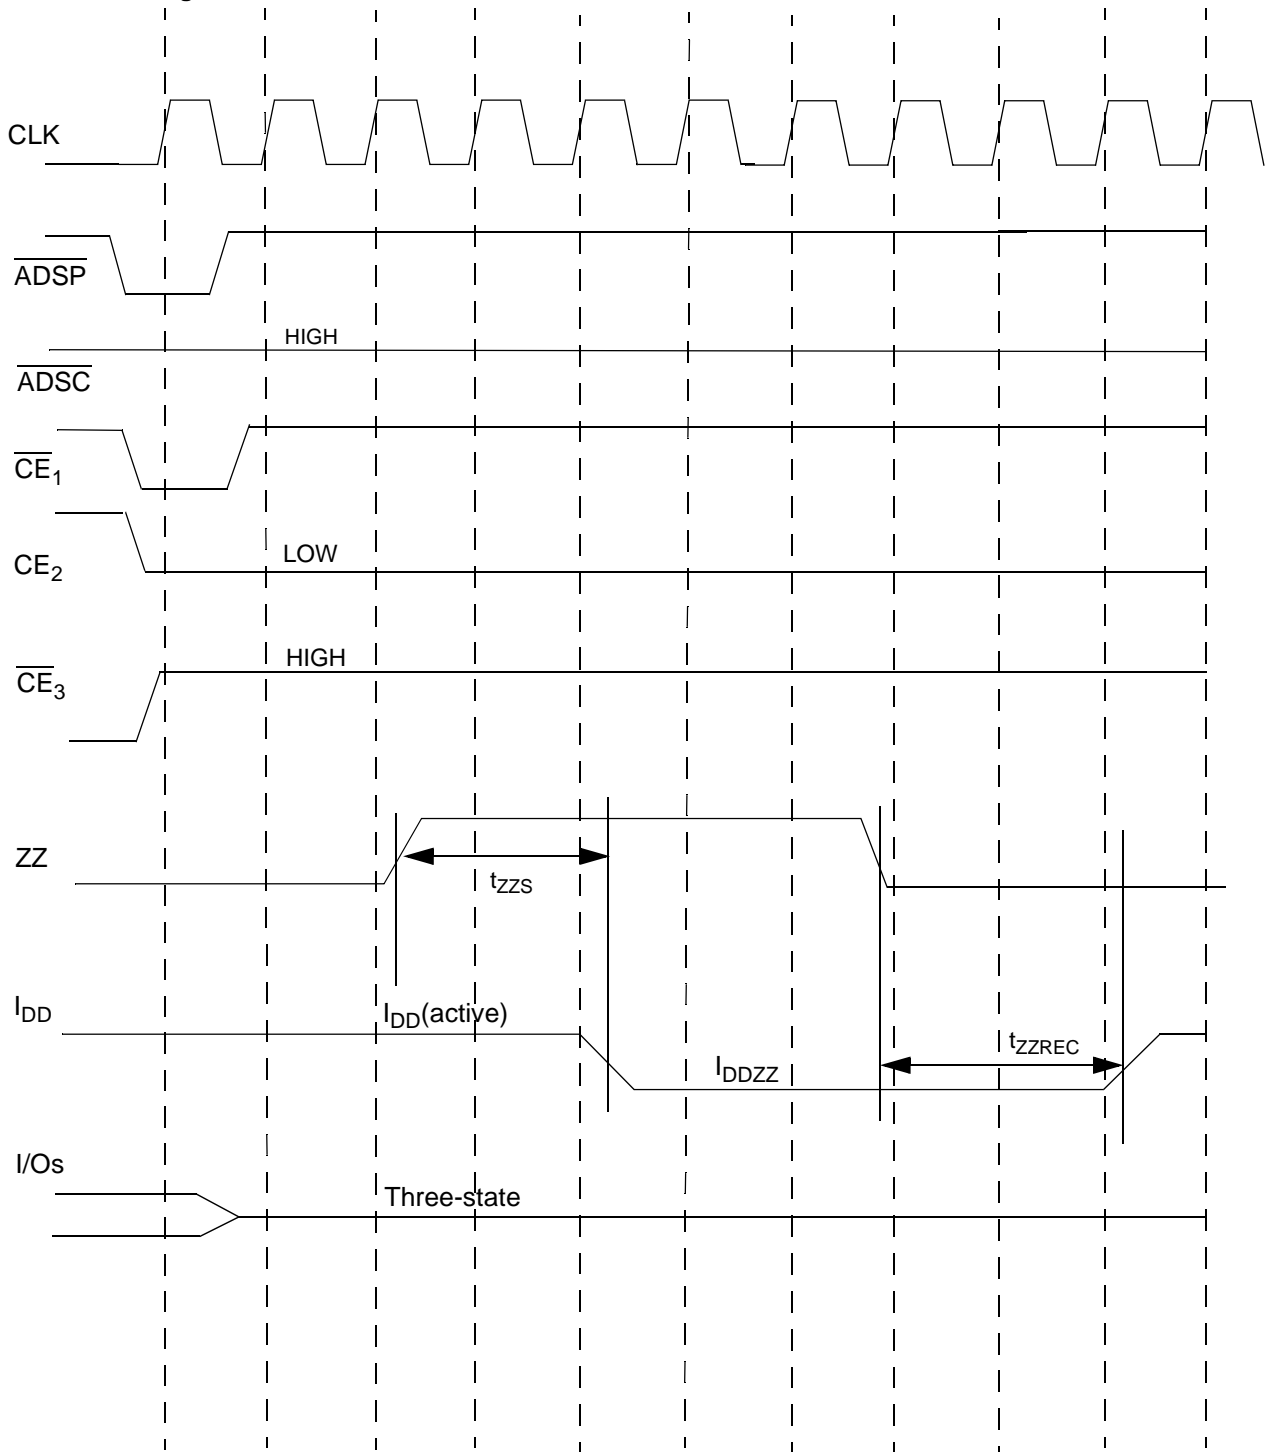 CLK
ADSP
HIGH
ADSC
CE1
LOW
CE2
HIGH
CE3
ZZ
tZZS
IDD
IDD(active)
tZZREC
IDDZZ
I/Os
Three-state